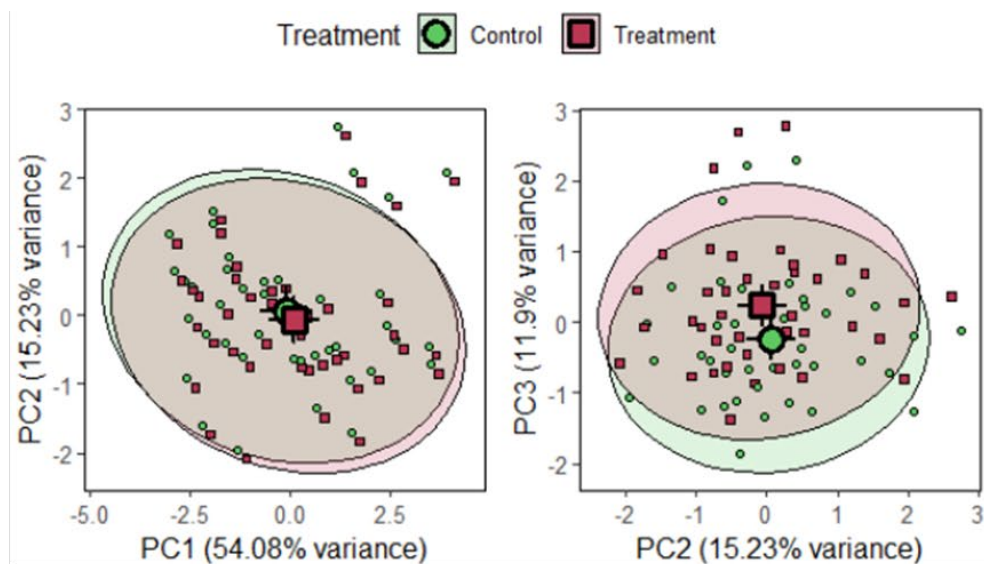 Treatment Control Treatment
3
2
1
0
-1
-2
PC2 (15.23% variance)
-5.0 -2.5 0.0 2.5
PC1 (54.08% variance)
3
2
1
0
-1
-2
PC3 (11.9% variance)
-2 -1 0 1 2 3
PC2 (15.23% variance)